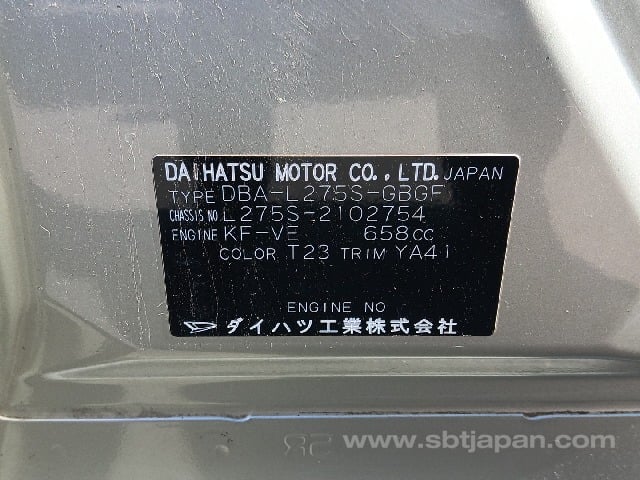 DAIHATSU MOTOR CO., LTD. JAPAN
TYPE DBA-L275S-GBGF
CHASSIS NO L275S-2102754
ENGINE KF-VE 658CC
COLOR T23 TRIM YA41
ENGINE NO
ダイハツ工業株式会社
www.sbtjapan.com